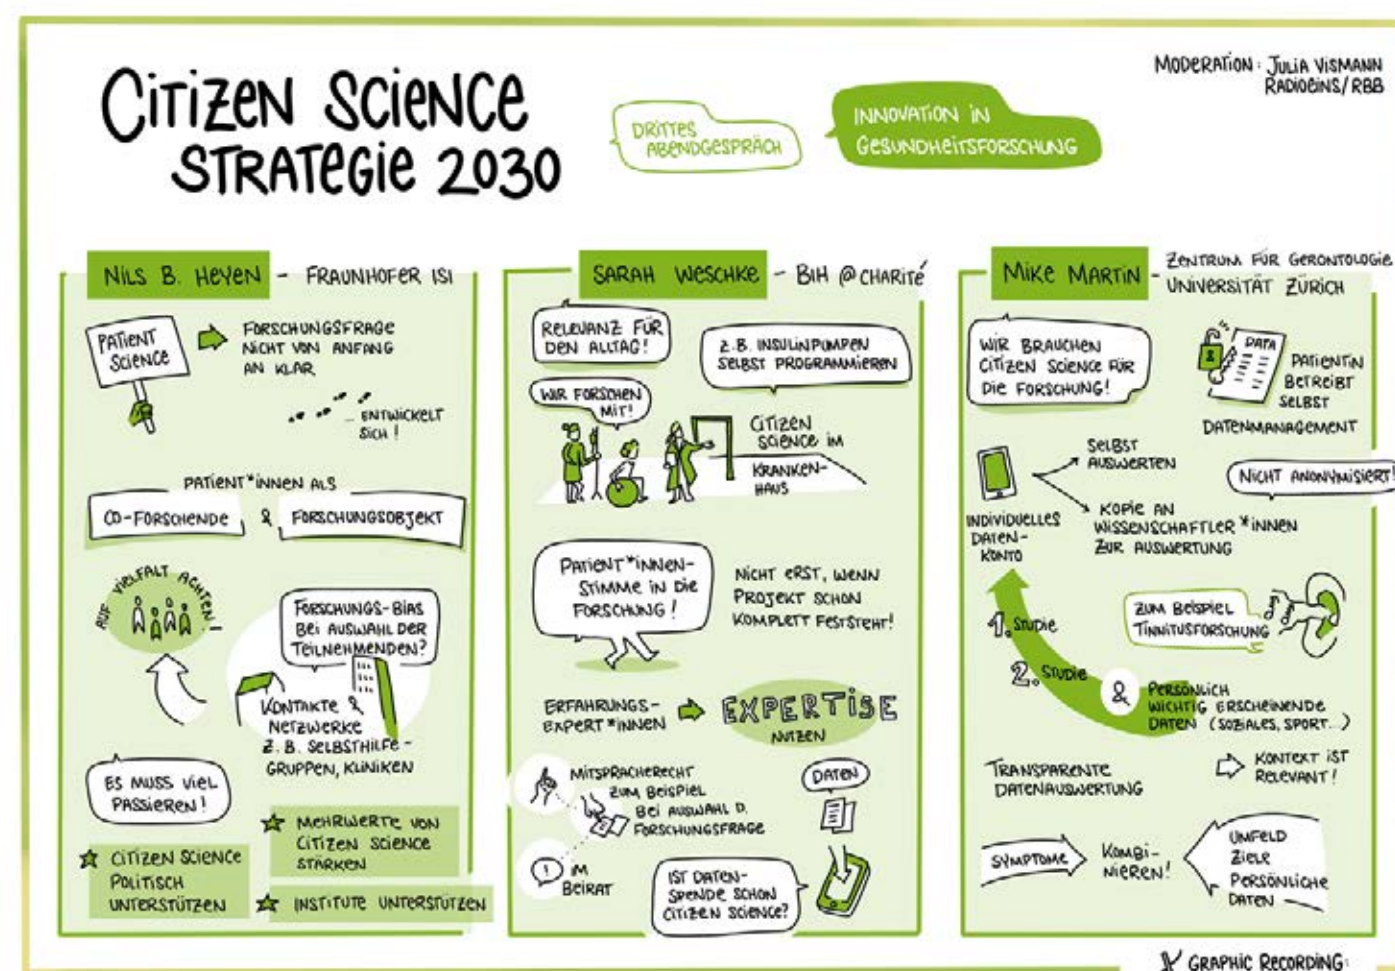 CITIZEN SCIENCE
STRATEGIE 2030
DRITTES
ABENDGESPRÄCH
INNOVATION IN
GESUNDHEITSFORSCHUNG
MODERATION: JULIA VISMANN
RADIOEINS/RBB
NILS B. HEYEN - FRAUNHOFER ISI
PATIENT
SCIENCE
FORSCHUNGSFRAGE
NICHT VON ANFANG
AN KLAR
... ENTWICKELT
SICH!
PATIENT*INNEN ALS
CO-FORSCHENDE & FORSCHUNGSOBJEKT
AUF VIELFALT ACHTEN!
FORSCHUNGS-BIAS
BEI AUSWAHL DER
TEILNEHMENDEN?
KONTAKTE &
NETZWERKE
Z. B. SELBSTHILFE-
GRUPPEN, KLINIKEN
ES MUSS VIEL
PASSIEREN!
MEHRWERTE VON
CITIZEN SCIENCE
STÄRKEN
CITIZEN SCIENCE
POLITISCH
UNTERSTÜTZEN
INSTITUTE UNTERSTÜTZEN
SARAH WESCHKE - BIH @ CHARITÉ
RELEVANZ FÜR
DEN ALLTAG!
Z.B. INSULINPUMPEN
SELBST PROGRAMMIEREN
WIR FORSCHEN
MIT!
CITIZEN
SCIENCE IM
KRANKEN-
HAUS
PATIENT*INNEN-
STIMME IN DIE
FORSCHUNG!
NICHT ERST, WENN
PROJEKT SCHON
KOMPLETT FESTSTEHT!
ERFAHRUNGS-
EXPERT*INNEN
EXPERTISE
NUTZEN
MITSPRACHERECHT
ZUM BEISPIEL
BEI AUSWAHL D.
FORSCHUNGSFRAGE
! IM
BEIRAT
DATEN
IST DATEN-
SPENDE SCHON
CITIZEN SCIENCE?
MIKE MARTIN - ZENTRUM FÜR GERONTOLOGIE
UNIVERSITÄT ZÜRICH
WIR BRAUCHEN
CITIZEN SCIENCE FÜR
DIE FORSCHUNG!
DATA
PATIENTIN
BETREIBT
SELBST
DATENMANAGEMENT
NICHT ANONYMISIERT!
SELBST
AUSWERTEN
KOPIE AN
WISSENSCHAFTLER*INNEN
ZUR AUSWERTUNG
INDIVIDUELLES
DATEN-
KONTO
1. STUDIE
2. STUDIE
& PERSÖNLICH
WICHTIG ERSCHEINENDE
DATEN (SOZIALES, SPORT...)
ZUM BEISPIEL
TINNITUSFORSCHUNG
KONTEXT IST
RELEVANT!
TRANSPARENTE
DATENAUSWERTUNG
SYMPTOME
KOMBI-
NIEREN!
UMFELD
ZIELE
PERSÖNLICHE
DATEN
GRAPHIC RECORDING: